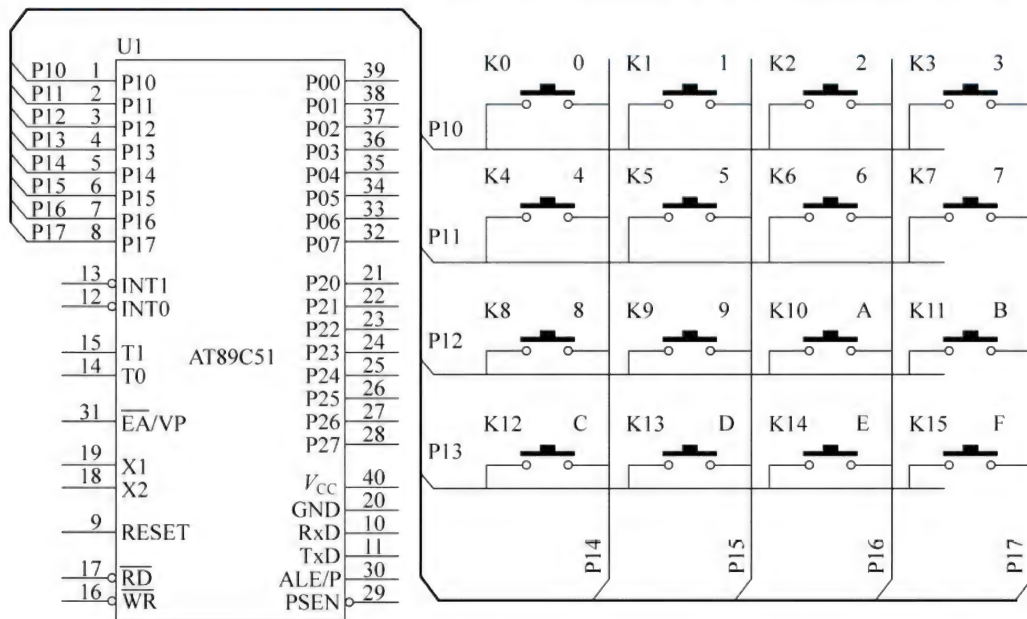 U1
P10 1 P10 P00 39
P11 2 P11 P01 38
P12 3 P12 P02 37
P13 4 P13 P03 36
P14 5 P14 P04 35
P15 6 P15 P05 34
P16 7 P16 P06 33
P17 8 P17 P07 32
13 INT1 P20 21
12 INT0 P21 22
P22 23
15 T1 P23 24
14 T0 P24 25
P25 26
31 EA/VP P26 27
P27 28
19 X1
18 X2 VCC 40
GND 20
9 RESET RxD 10
TxD 11
17 RD ALE/P 30
16 WR PSEN 29
AT89C51
K0 0 K1 1 K2 2 K3 3
P10
K4 4 K5 5 K6 6 K7 7
P11
K8 8 K9 9 K10 A K11 B
P12
K12 C K13 D K14 E K15 F
P13
P14 P15 P16 P17